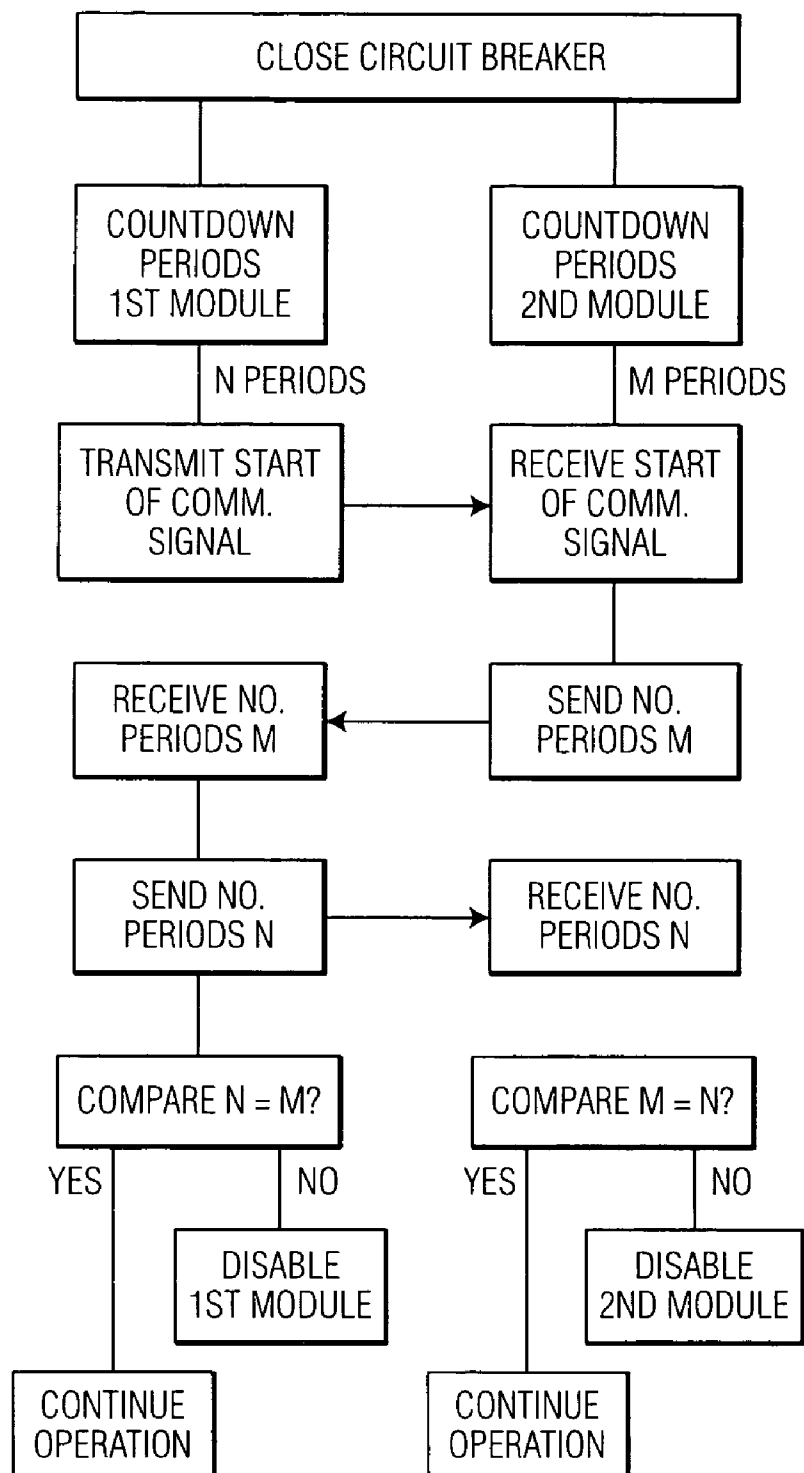 CLOSE CIRCUIT BREAKER
COUNTDOWN
PERIODS
1ST MODULE
COUNTDOWN
PERIODS
2ND MODULE
N PERIODS
M PERIODS
TRANSMIT START
OF COMM.
SIGNAL
RECEIVE START
OF COMM.
SIGNAL
RECEIVE NO.
PERIODS M
SEND NO.
PERIODS M
SEND NO.
PERIODS N
RECEIVE NO.
PERIODS N
COMPARE N = M?
COMPARE M = N?
YES
NO
YES
NO
DISABLE
1ST MODULE
DISABLE
2ND MODULE
CONTINUE
OPERATION
CONTINUE
OPERATION